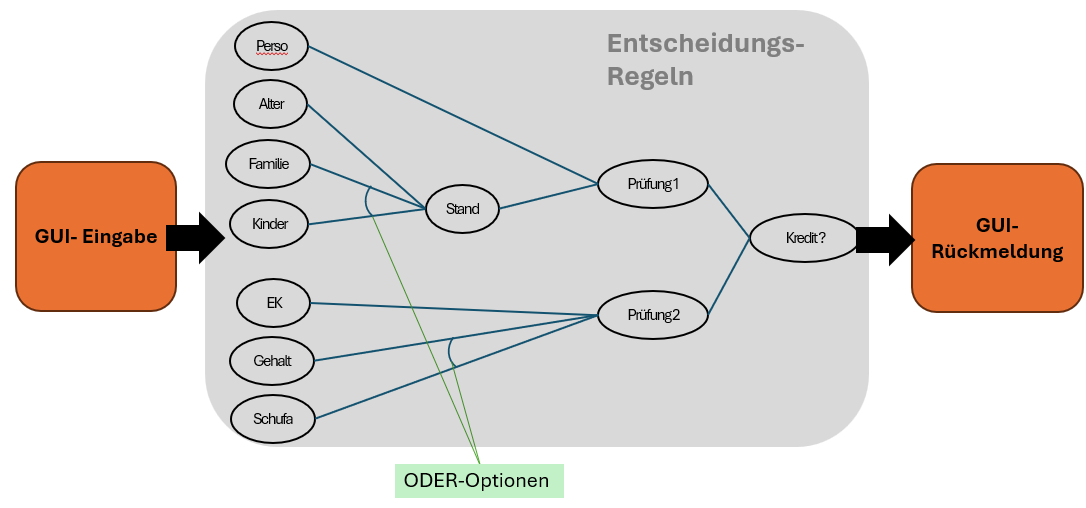 Entscheidungs-
Regeln
GUI- Eingabe
Perso
Alter
Familie
Kinder
Stand
EK
Gehalt
Schufa
Prüfung1
Prüfung2
Kredit?
GUI-
Rückmeldung
ODER-Optionen